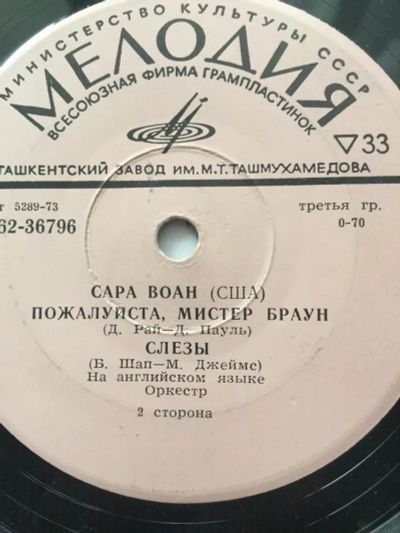 МИНИСТЕРСТВО КУЛЬТУРЫ СССР
МЕЛОДИЯ
ВСЕСОЮЗНАЯ ФИРМА ГРАМПЛАСТИНОК
▽33
ТАШКЕНТСКИЙ ЗАВОД ИМ. М. Т. ТАШМУХАМЕДОВА
т 5289-73
третья гр.
62-36796
0-70
САРА ВОАН (США)
ПОЖАЛУЙСТА, МИСТЕР БРАУН
(Д. Рай—Д. Пауль)
СЛЕЗЫ
(Б. Шап—М. Джеймс)
На английском языке
Оркестр
2 сторона